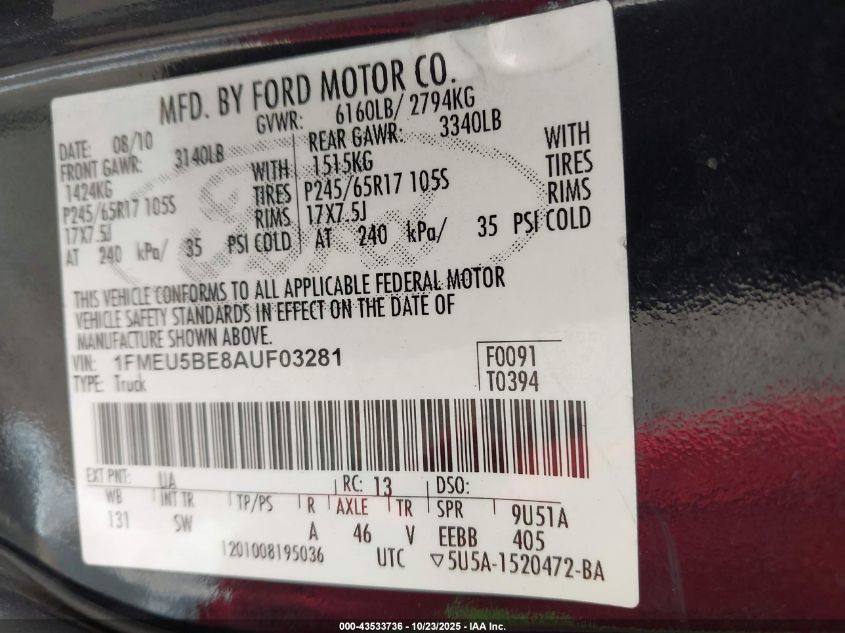 MFD. BY FORD MOTOR CO.
DATE: 08/10 GVWR: 6160LB/ 2794KG
FRONT GAWR: 3140LB REAR GAWR: 3340LB
1424KG WITH 1515KG WITH
P245/65R17 105S TIRES P245/65R17 105S TIRES
17X7.5J RIMS 17X7.5J RIMS
AT 240 kPa/ 35 PSI COLD AT 240 kPa/ 35 PSI COLD
THIS VEHICLE CONFORMS TO ALL APPLICABLE FEDERAL MOTOR
VEHICLE SAFETY STANDARDS IN EFFECT ON THE DATE OF
MANUFACTURE SHOWN ABOVE.
VIN: 1FMEU5BE8AUF03281 F0091
TYPE: Truck T0394
EXT PNT: UA RC: 13 DSO:
WB INT TR TP/PS R AXLE TR SPR 9U51A
131 SW A 46 V EEBB 405
1201008195036 UTC ▽5U5A-1520472-BA
000-43533736 - 10/23/2025 - IAA Inc.